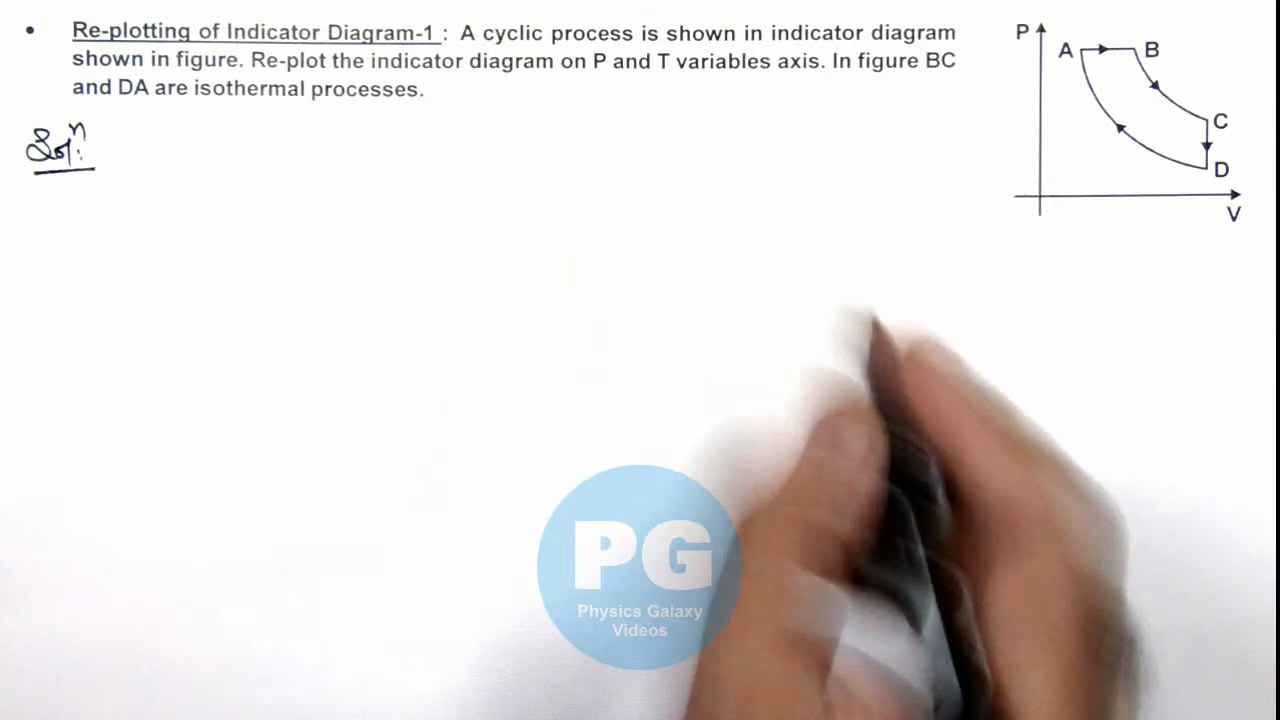 • Re-plotting of Indicator Diagram-1 : A cyclic process is shown in indicator diagram
shown in figure. Re-plot the indicator diagram on P and T variables axis. In figure BC
and DA are isothermal processes.
Solⁿ:
P
A
B
C
D
V
PG
Physics Galaxy
Videos